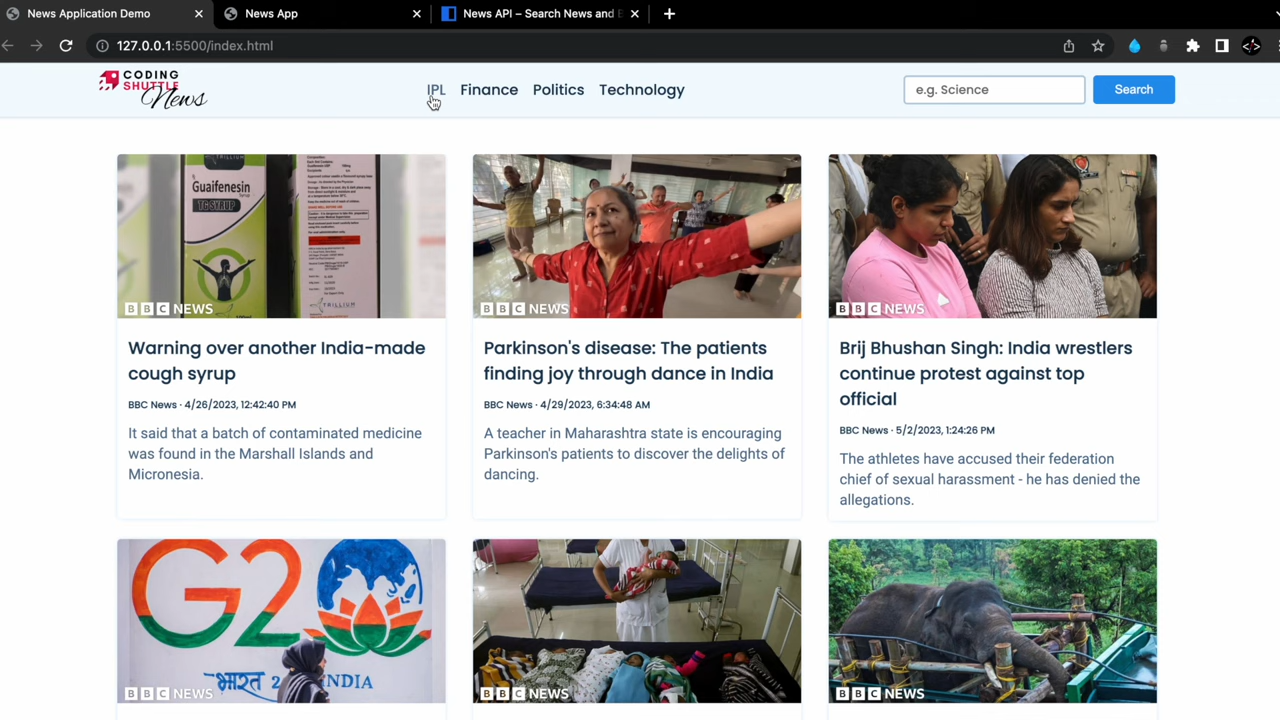 News Application Demo
News App
News API – Search News and
127.0.0.1:5500/index.html
CODING
SHUTTLE
News
IPL
Finance
Politics
Technology
e.g. Science
Search
TRILLIUM
Guaifenesin
TG SYRUP
TRILLIUM
BBC NEWS
BBC NEWS
BBC NEWS
Warning over another India-made
cough syrup
BBC News · 4/26/2023, 12:42:40 PM
It said that a batch of contaminated medicine
was found in the Marshall Islands and
Micronesia.
Parkinson's disease: The patients
finding joy through dance in India
BBC News · 4/29/2023, 6:34:48 AM
A teacher in Maharashtra state is encouraging
Parkinson's patients to discover the delights of
dancing.
Brij Bhushan Singh: India wrestlers
continue protest against top
official
BBC News · 5/2/2023, 1:24:26 PM
The athletes have accused their federation
chief of sexual harassment - he has denied the
allegations.
G20
भारत 2 INDIA
BBC NEWS
BBC NEWS
BBC NEWS